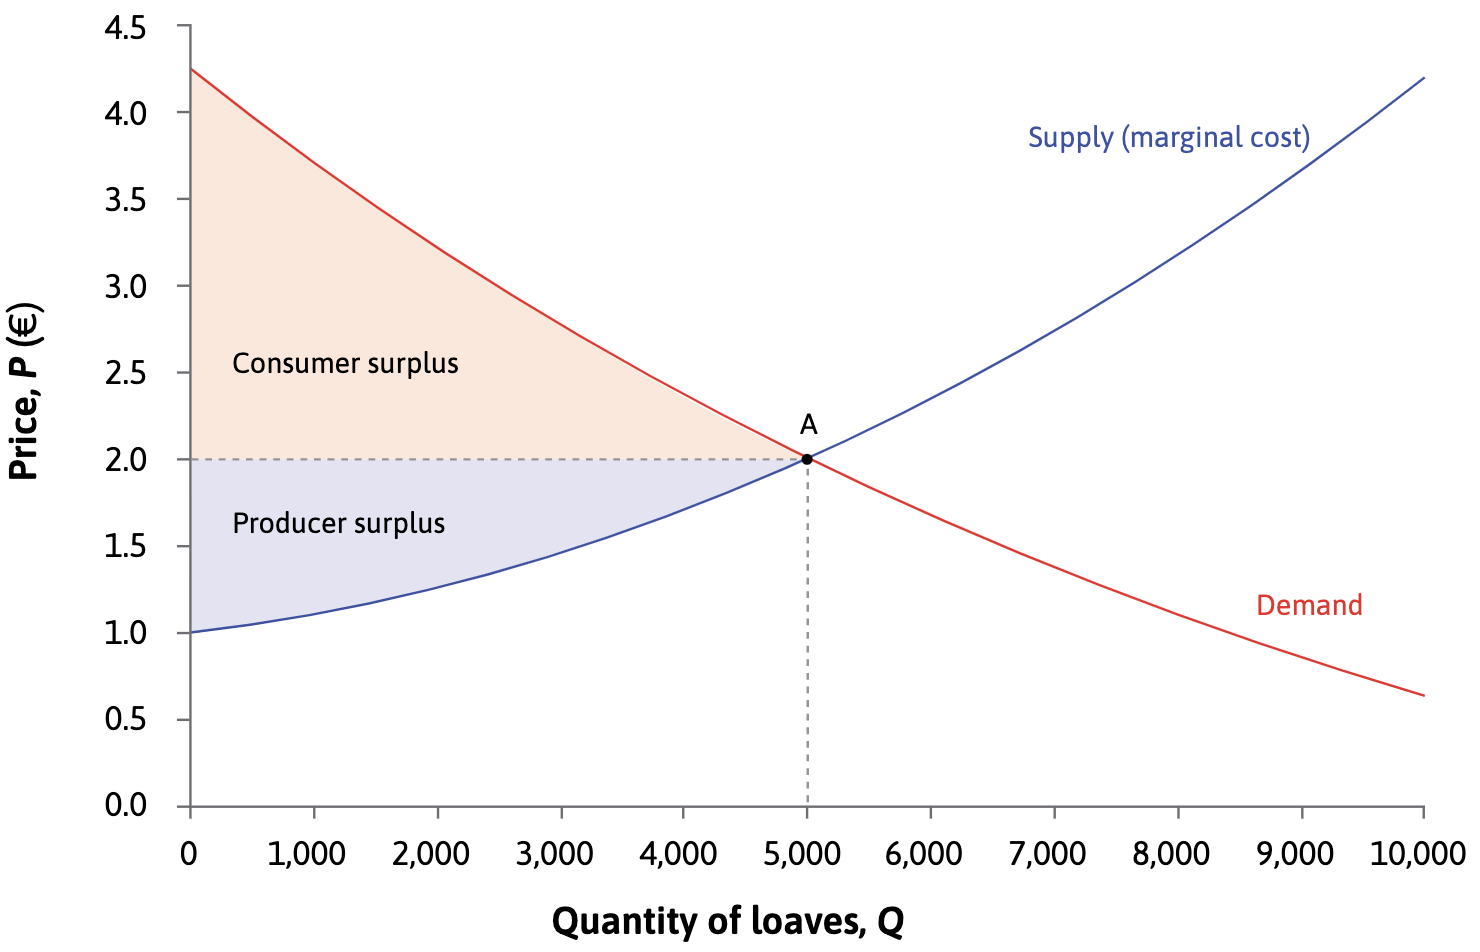 4.5
4.0
Supply (marginal cost)
3.5
3.0
Consumer surplus
2.5
A
2.0
Producer surplus
1.5
Demand
1.0
0.5
0.0
Price, P (€)
0 1,000 2,000 3,000 4,000 5,000 6,000 7,000 8,000 9,000 10,000
Quantity of loaves, Q